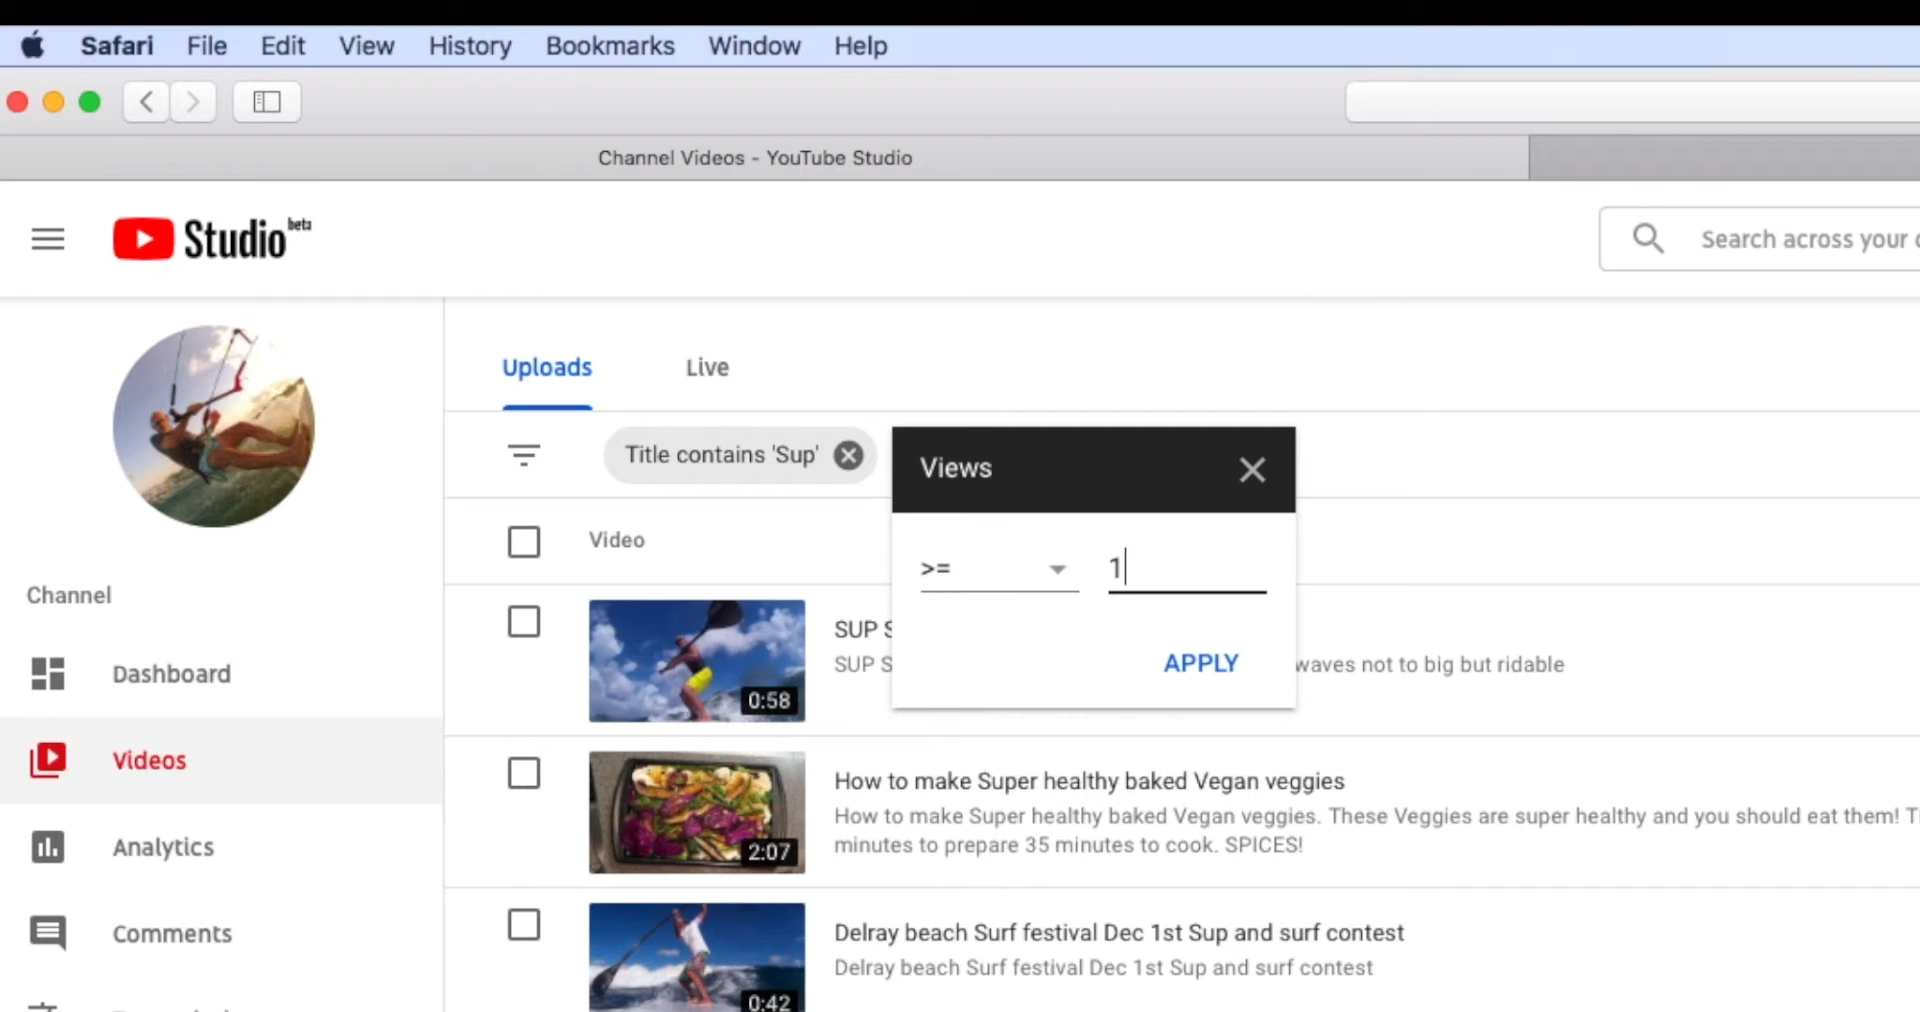 Safari File Edit View History Bookmarks Window Help
Channel Videos - YouTube Studio
Studio beta
Search across your
Uploads Live
Title contains 'Sup'
Views
Video
>= 1
APPLY
Channel
Dashboard
Videos
Analytics
Comments
SUP
SUP
waves not to big but ridable
0:58
How to make Super healthy baked Vegan veggies
How to make Super healthy baked Vegan veggies. These Veggies are super healthy and you should eat them!
minutes to prepare 35 minutes to cook. SPICES!
2:07
Delray beach Surf festival Dec 1st Sup and surf contest
Delray beach Surf festival Dec 1st Sup and surf contest
0:42